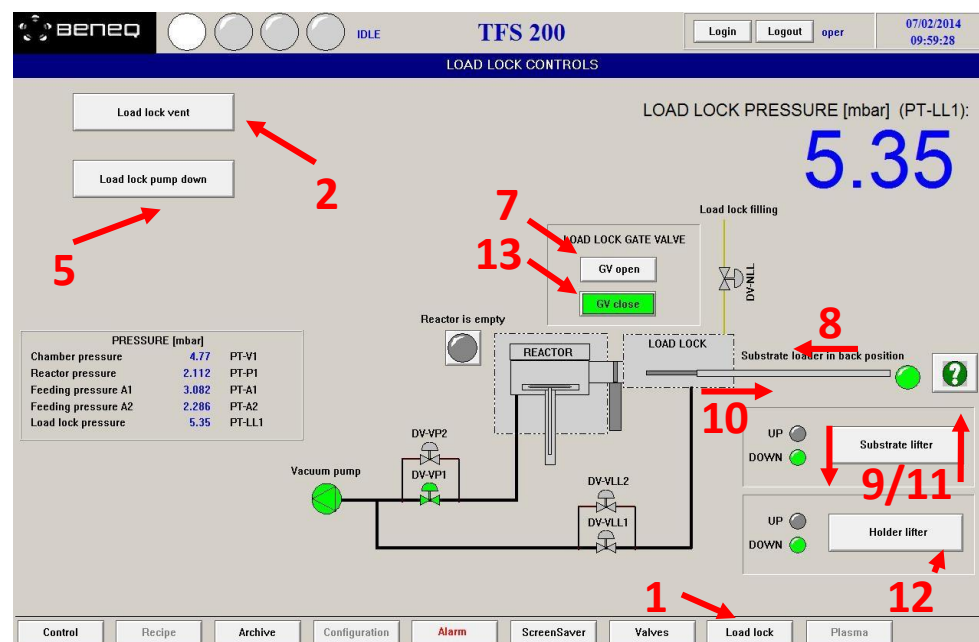 BENEQ
IDLE
TFS 200
Login
Logout
oper
07/02/2014
09:59:28
LOAD LOCK CONTROLS
Load lock vent
LOAD LOCK PRESSURE [mbar] (PT-LL1):
5.35
2
Load lock pump down
5
Load lock filling
7
LOAD LOCK GATE VALVE
13
GV open
GV close
DV-NLL
Reactor is empty
8
PRESSURE [mbar]
Chamber pressure 4.77 PT-V1
Reactor pressure 2.112 PT-P1
Feeding pressure A1 3.082 PT-A1
Feeding pressure A2 2.286 PT-A2
Load lock pressure 5.35 PT-LL1
REACTOR
LOAD LOCK
Substrate loader in back position
?
10
UP
DOWN
Substrate lifter
9/11
DV-VP2
DV-VP1
Vacuum pump
DV-VLL2
DV-VLL1
UP
DOWN
Holder lifter
12
1
Control
Recipe
Archive
Configuration
Alarm
ScreenSaver
Valves
Load lock
Plasma